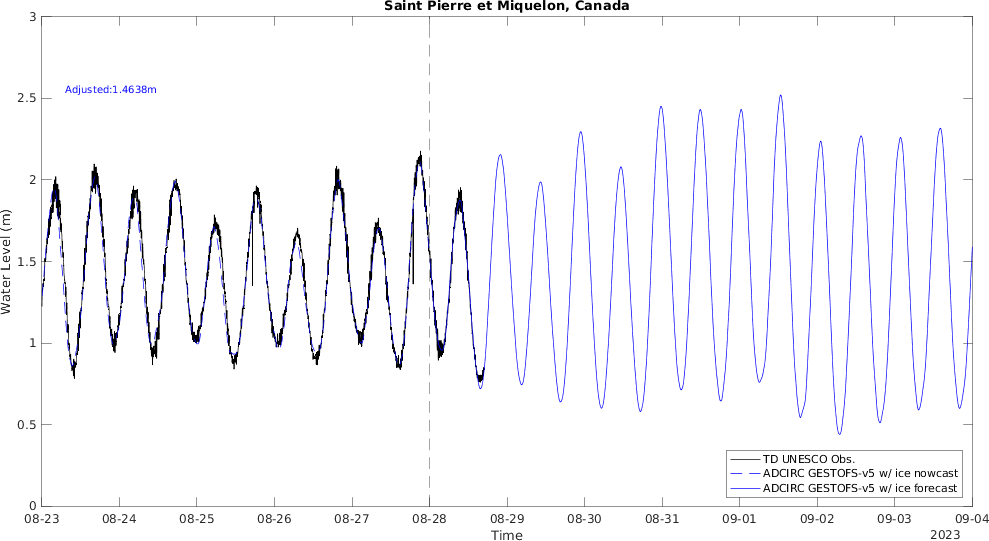 Saint Pierre et Miquelon, Canada
3
2.5
2
1.5
1
0.5
0
Water Level (m)
Adjusted:1.4638m
TD UNESCO Obs.
ADCIRC GESTOFS-v5 w/ ice nowcast
ADCIRC GESTOFS-v5 w/ ice forecast
08-23 08-24 08-25 08-26 08-27 08-28 08-29 08-30 08-31 09-01 09-02 09-03 09-04
Time
2023